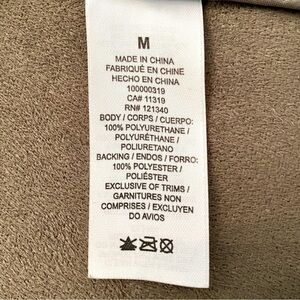 M
MADE IN CHINA
FABRIQUÉ EN CHINE
HECHO EN CHINA
100000319
CA# 11319
RN# 121340
BODY / CORPS / CUERPO:
100% POLYURETHANE /
POLYURÉTHANE /
POLIURETANO
BACKING / ENDOS / FORRO:
100% POLYESTER /
POLIÉSTER
EXCLUSIVE OF TRIMS /
GARNITURES NON
COMPRISES / EXCLUYEN
DO AVIOS